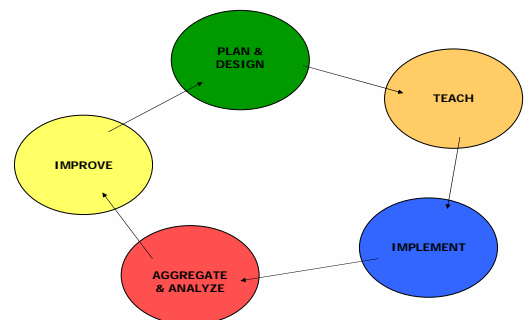 PLAN &
DESIGN
TEACH
IMPLEMENT
AGGREGATE
& ANALYZE
IMPROVE